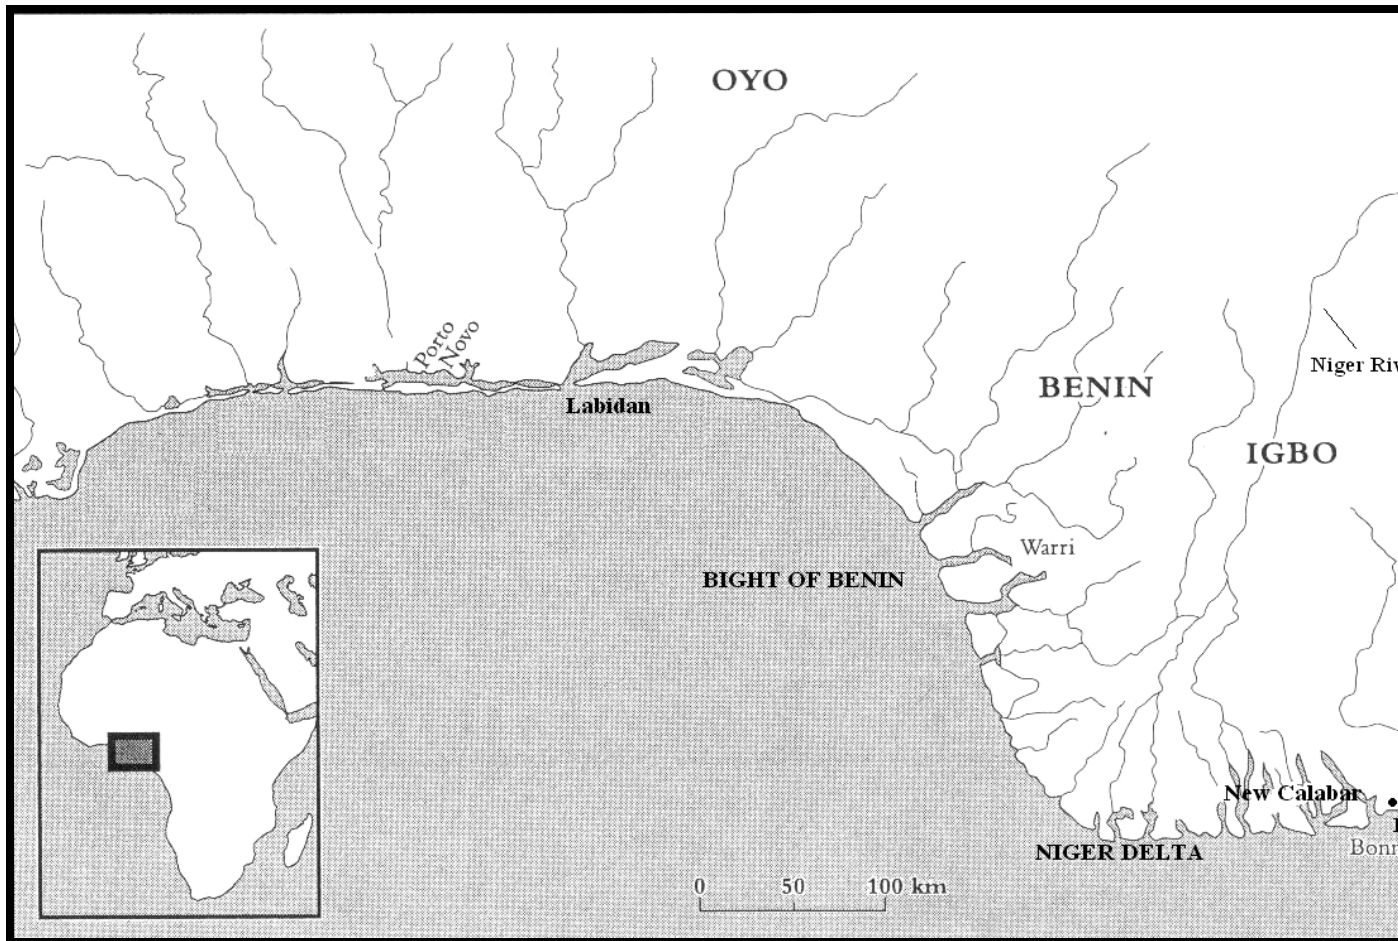 OYO
Porto
Novo
Niger Riv
BENIN
Labidan
IGBO
Warri
BIGHT OF BENIN
New Calabar
NIGER DELTA
Bonn
0 50 100 km